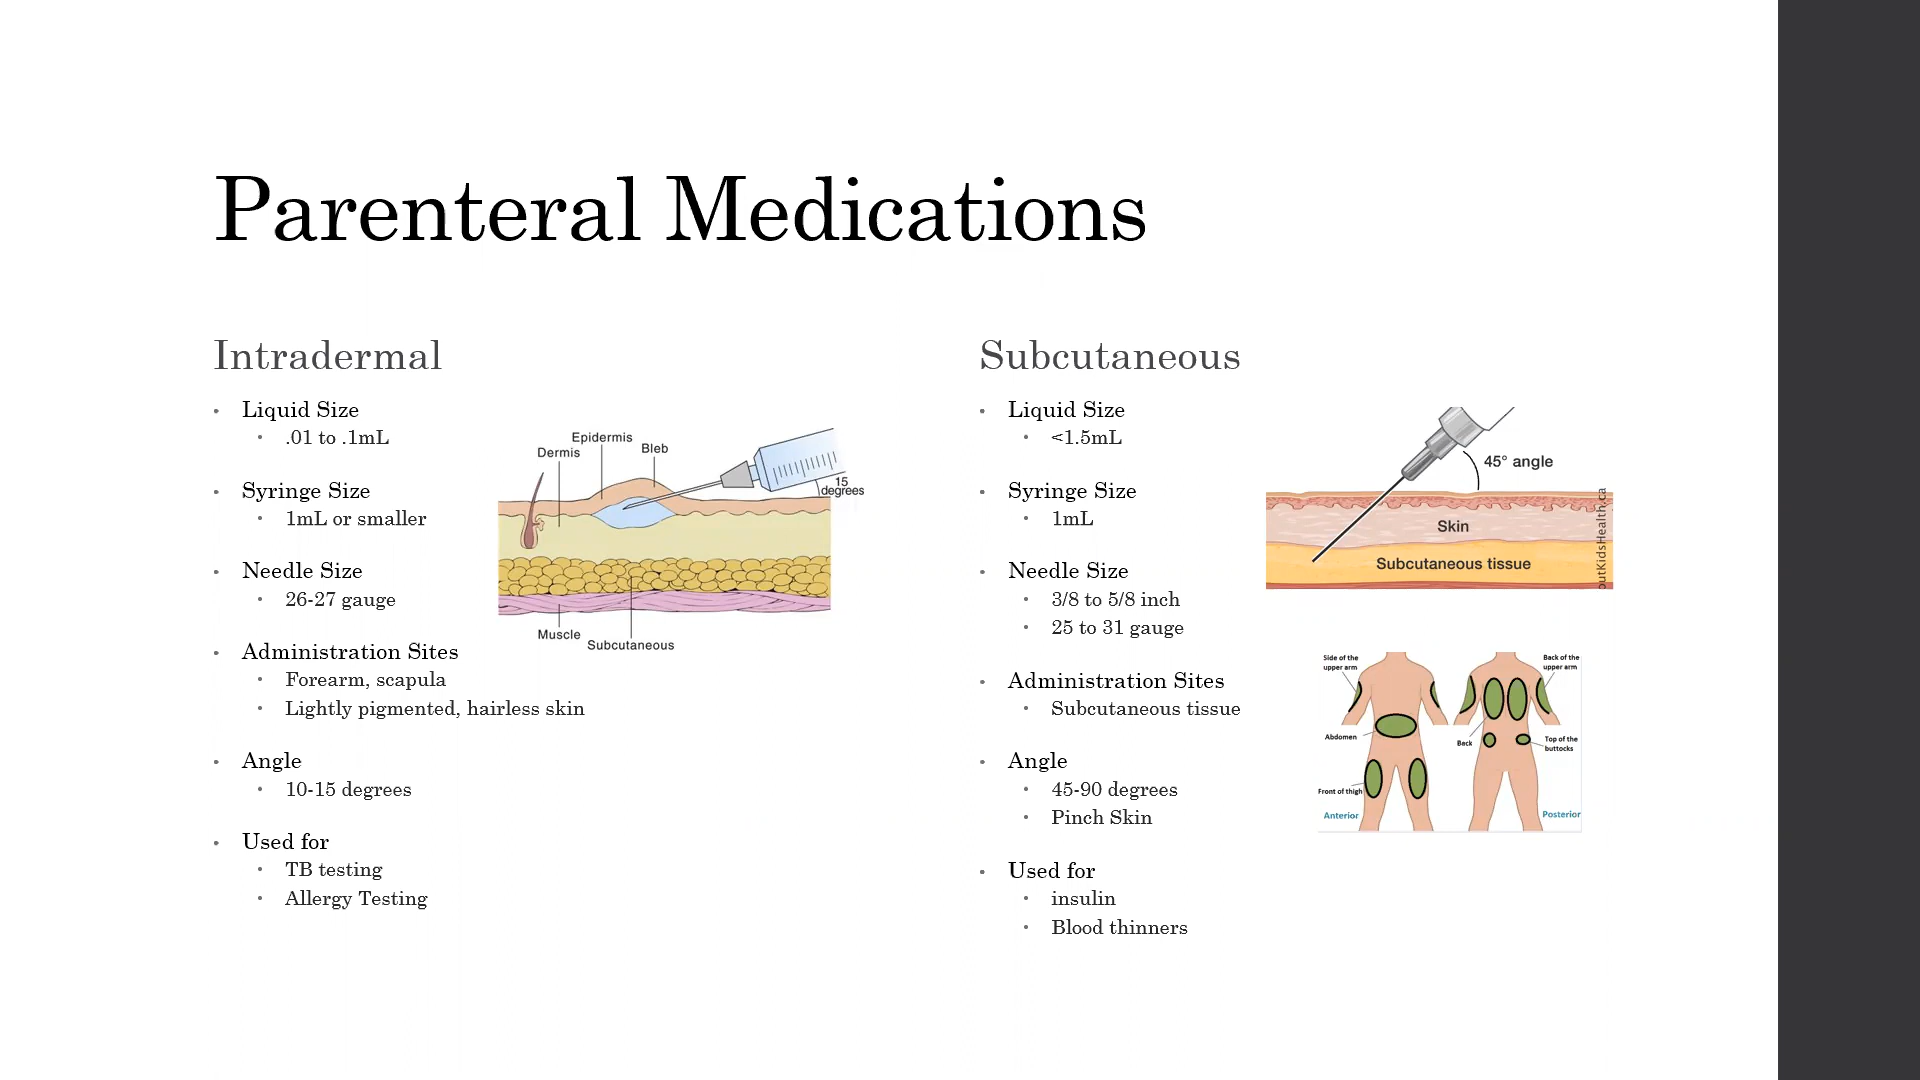 Parenteral Medications
Intradermal
• Liquid Size
• .01 to .1mL
• Syringe Size
• 1mL or smaller
• Needle Size
• 26-27 gauge
• Administration Sites
• Forearm, scapula
• Lightly pigmented, hairless skin
• Angle
• 10-15 degrees
• Used for
• TB testing
• Allergy Testing
Epidermis
Dermis
Bleb
15
degrees
Muscle
Subcutaneous
Subcutaneous
• Liquid Size
• <1.5mL
• Syringe Size
• 1mL
• Needle Size
• 3/8 to 5/8 inch
• 25 to 31 gauge
• Administration Sites
• Subcutaneous tissue
• Angle
• 45-90 degrees
• Pinch Skin
• Used for
• insulin
• Blood thinners
45° angle
Skin
Subcutaneous tissue
outKidsHealth.ca
Side of the
upper arm
Back of the
upper arm
Abdomen
Back
Top of the
buttocks
Front of thigh
Anterior
Posterior